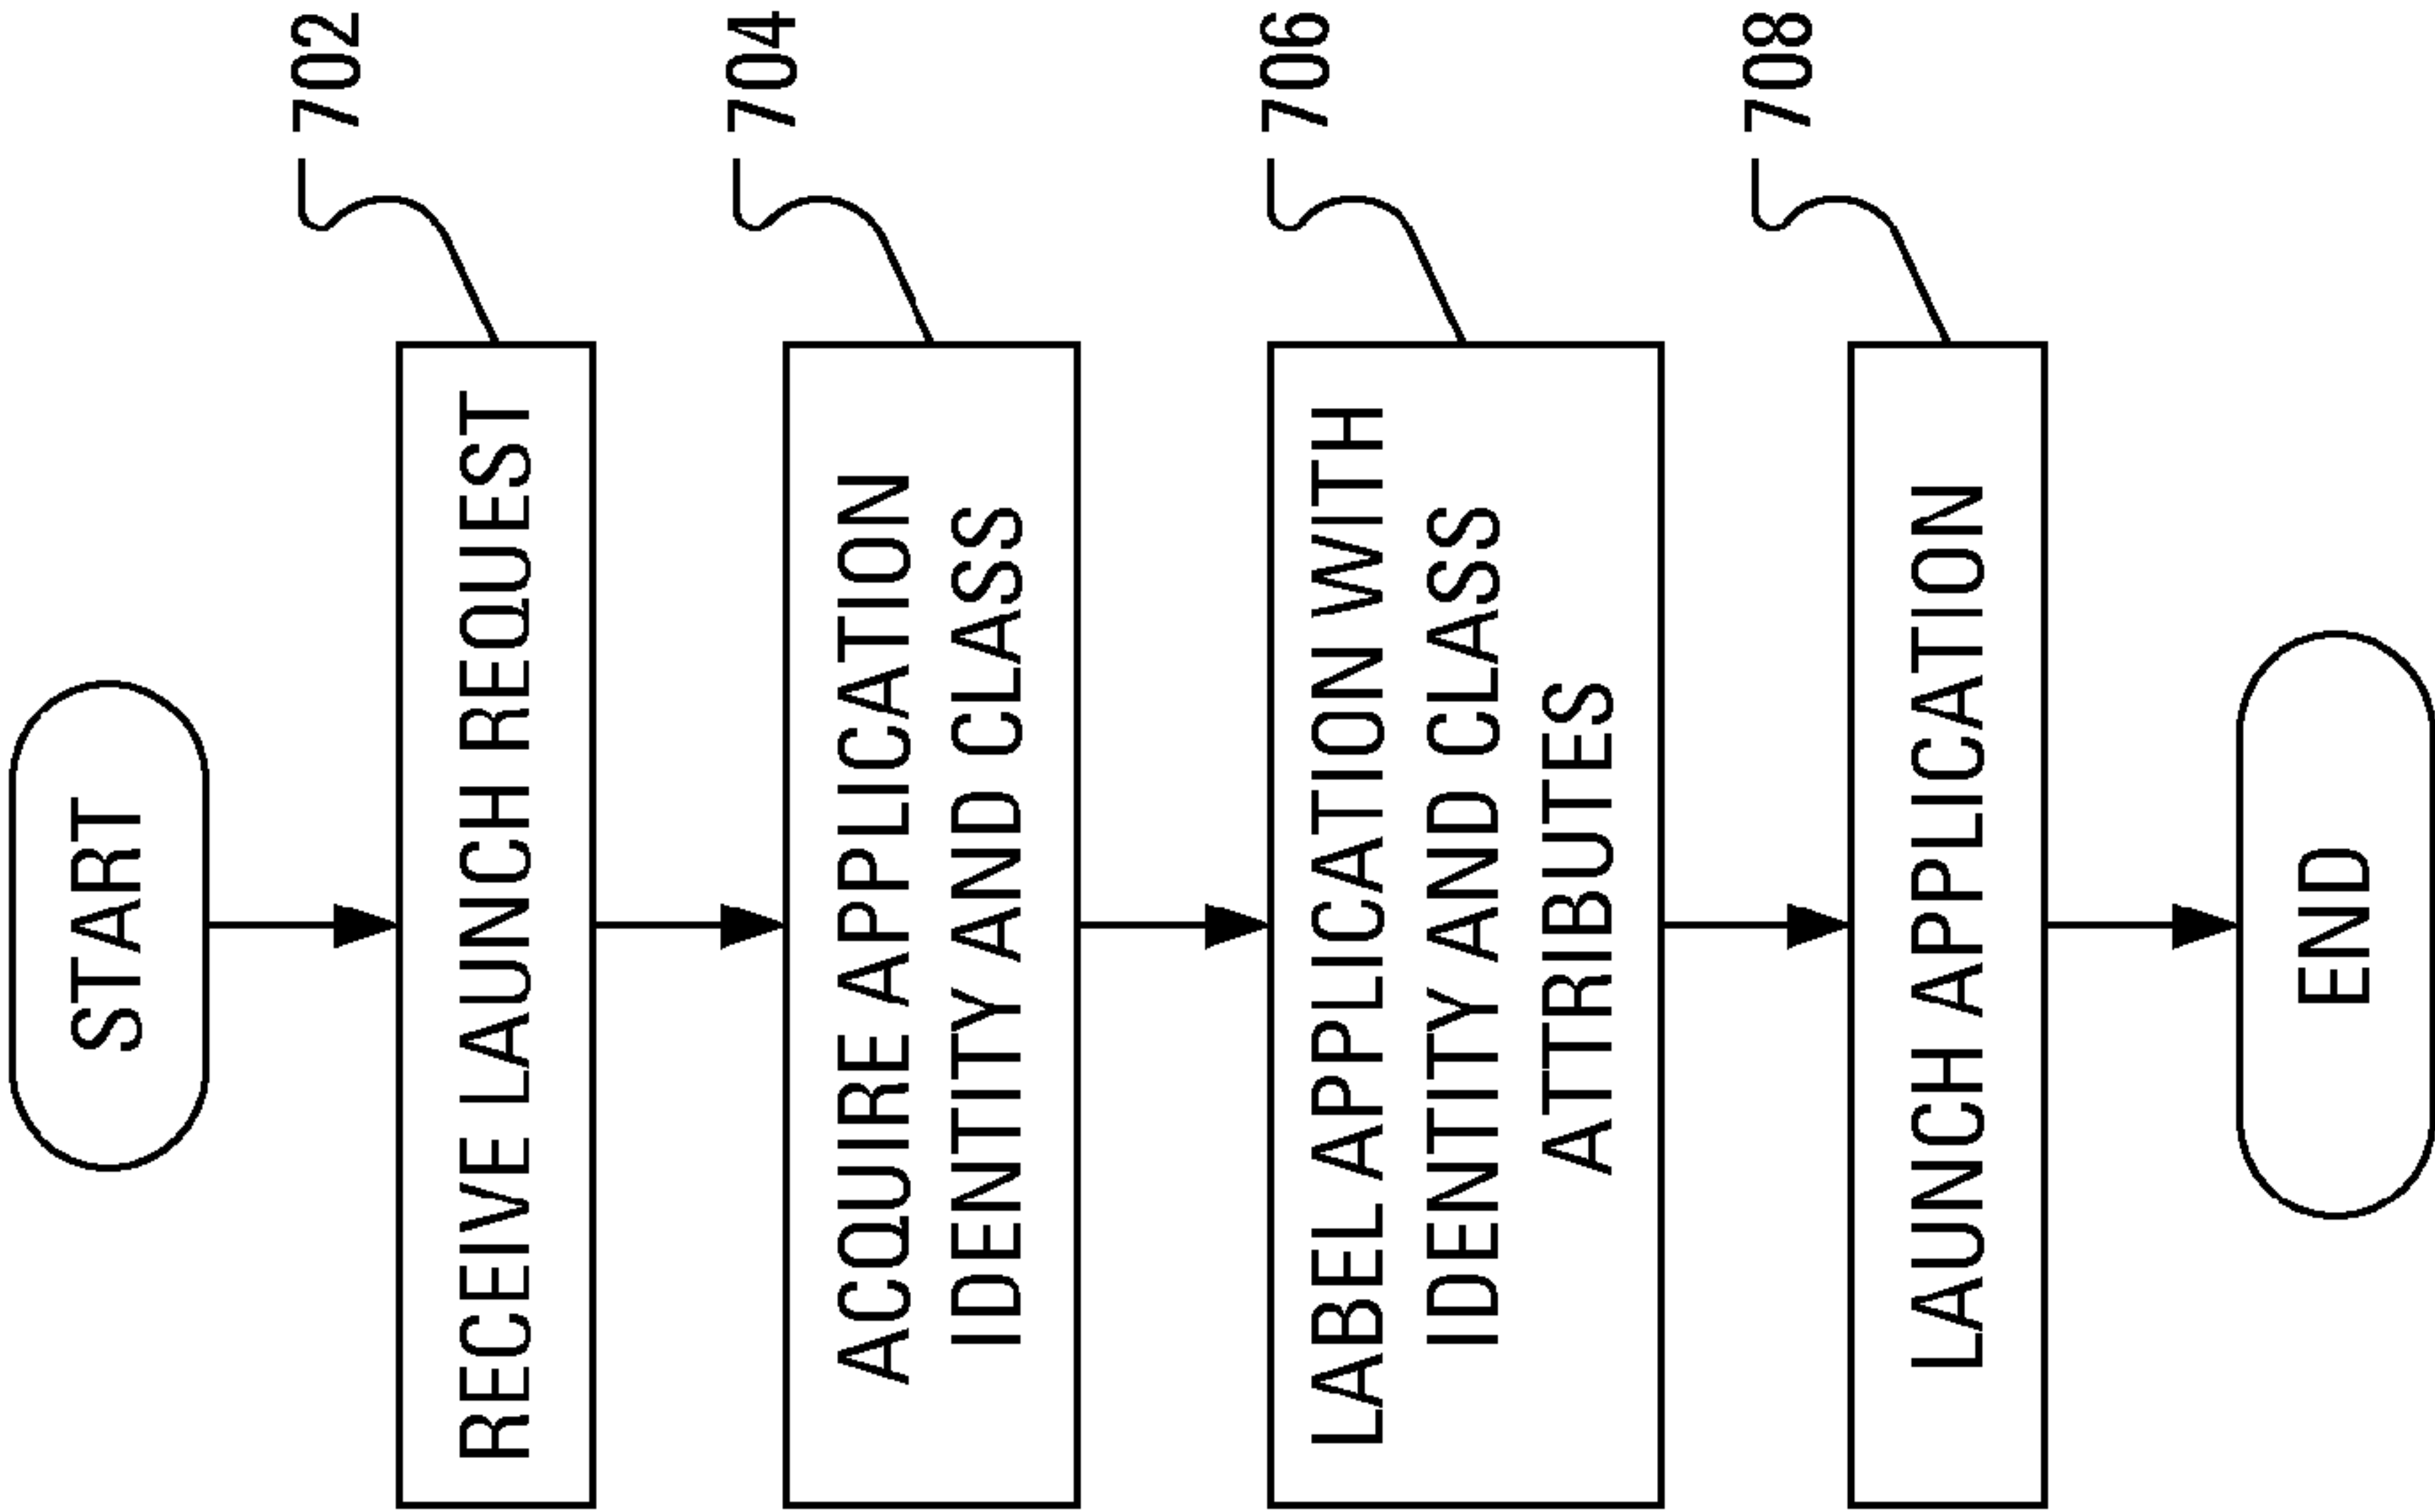 START
RECEIVE LAUNCH REQUEST
702
ACQUIRE APPLICATION
IDENTITY AND CLASS
704
LABEL APPLICATION WITH
IDENTITY AND CLASS
ATTRIBUTES
706
LAUNCH APPLICATION
708
END